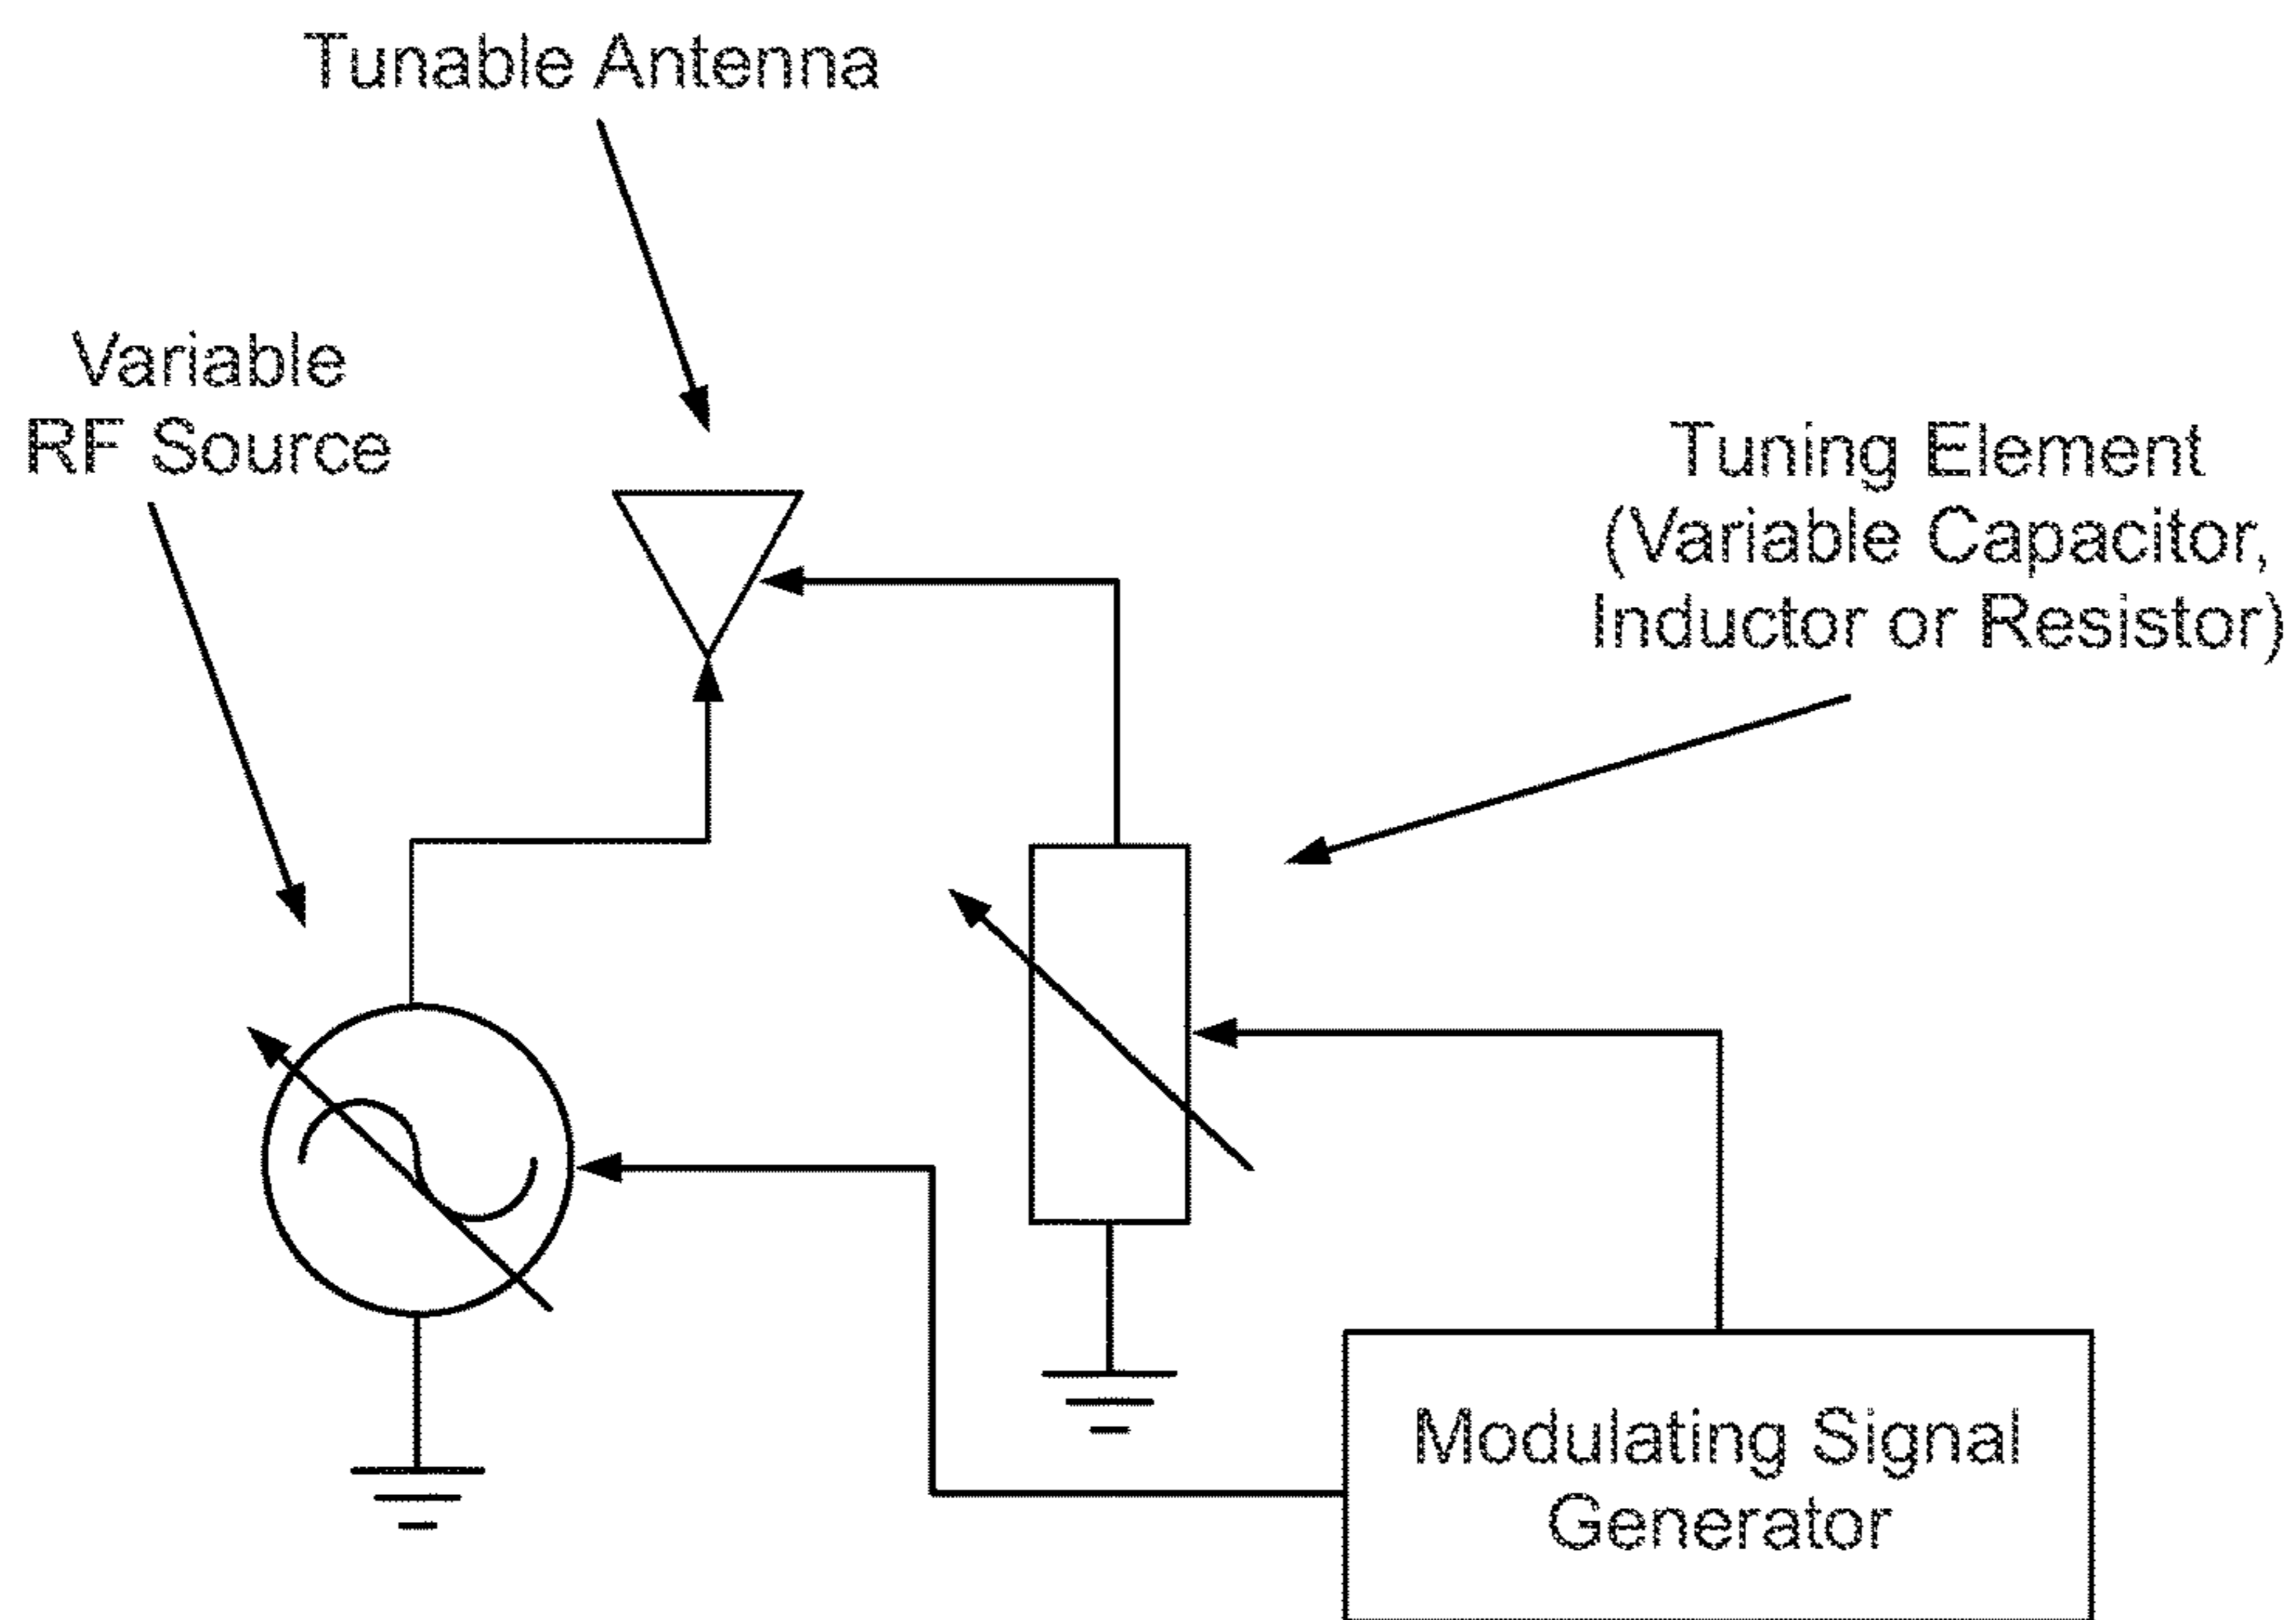 Tunable Antenna
Variable
RF Source
Tuning Element
(Variable Capacitor,
Inductor or Resistor)
Modulating Signal
Generator